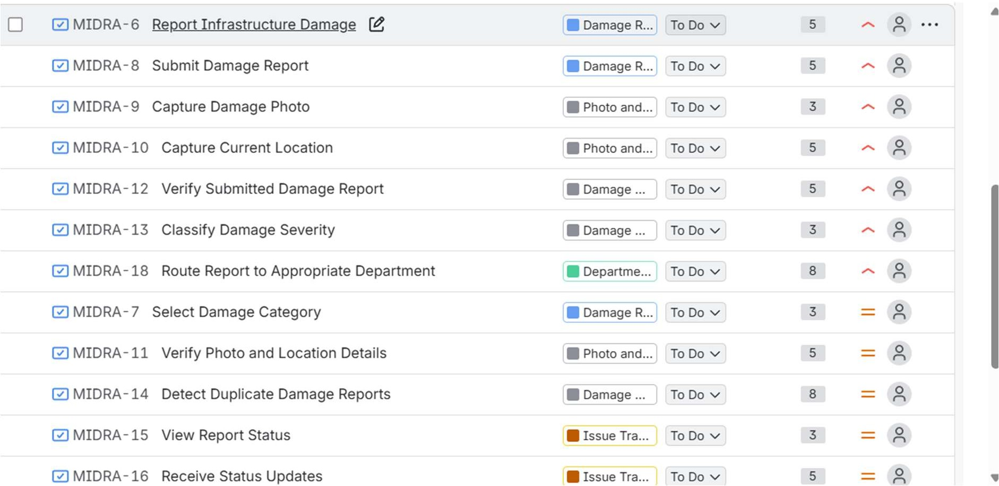 MIDRA-6 Report Infrastructure Damage Damage R... To Do 5
MIDRA-8 Submit Damage Report Damage R... To Do 5
MIDRA-9 Capture Damage Photo Photo and... To Do 3
MIDRA-10 Capture Current Location Photo and... To Do 5
MIDRA-12 Verify Submitted Damage Report Damage ... To Do 5
MIDRA-13 Classify Damage Severity Damage ... To Do 3
MIDRA-18 Route Report to Appropriate Department Departme... To Do 8
MIDRA-7 Select Damage Category Damage R... To Do 3
MIDRA-11 Verify Photo and Location Details Photo and... To Do 5
MIDRA-14 Detect Duplicate Damage Reports Damage ... To Do 8
MIDRA-15 View Report Status Issue Tra... To Do 3
MIDRA-16 Receive Status Updates Issue Tra... To Do 5